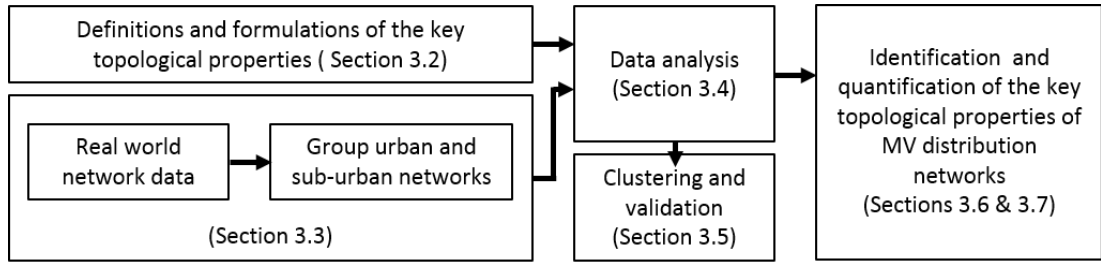 Definitions and formulations of the key
topological properties ( Section 3.2)
Real world
network data
Group urban and
sub-urban networks
(Section 3.3)
Data analysis
(Section 3.4)
Clustering and
validation
(Section 3.5)
Identification and
quantification of the key
topological properties of
MV distribution
networks
(Sections 3.6 & 3.7)